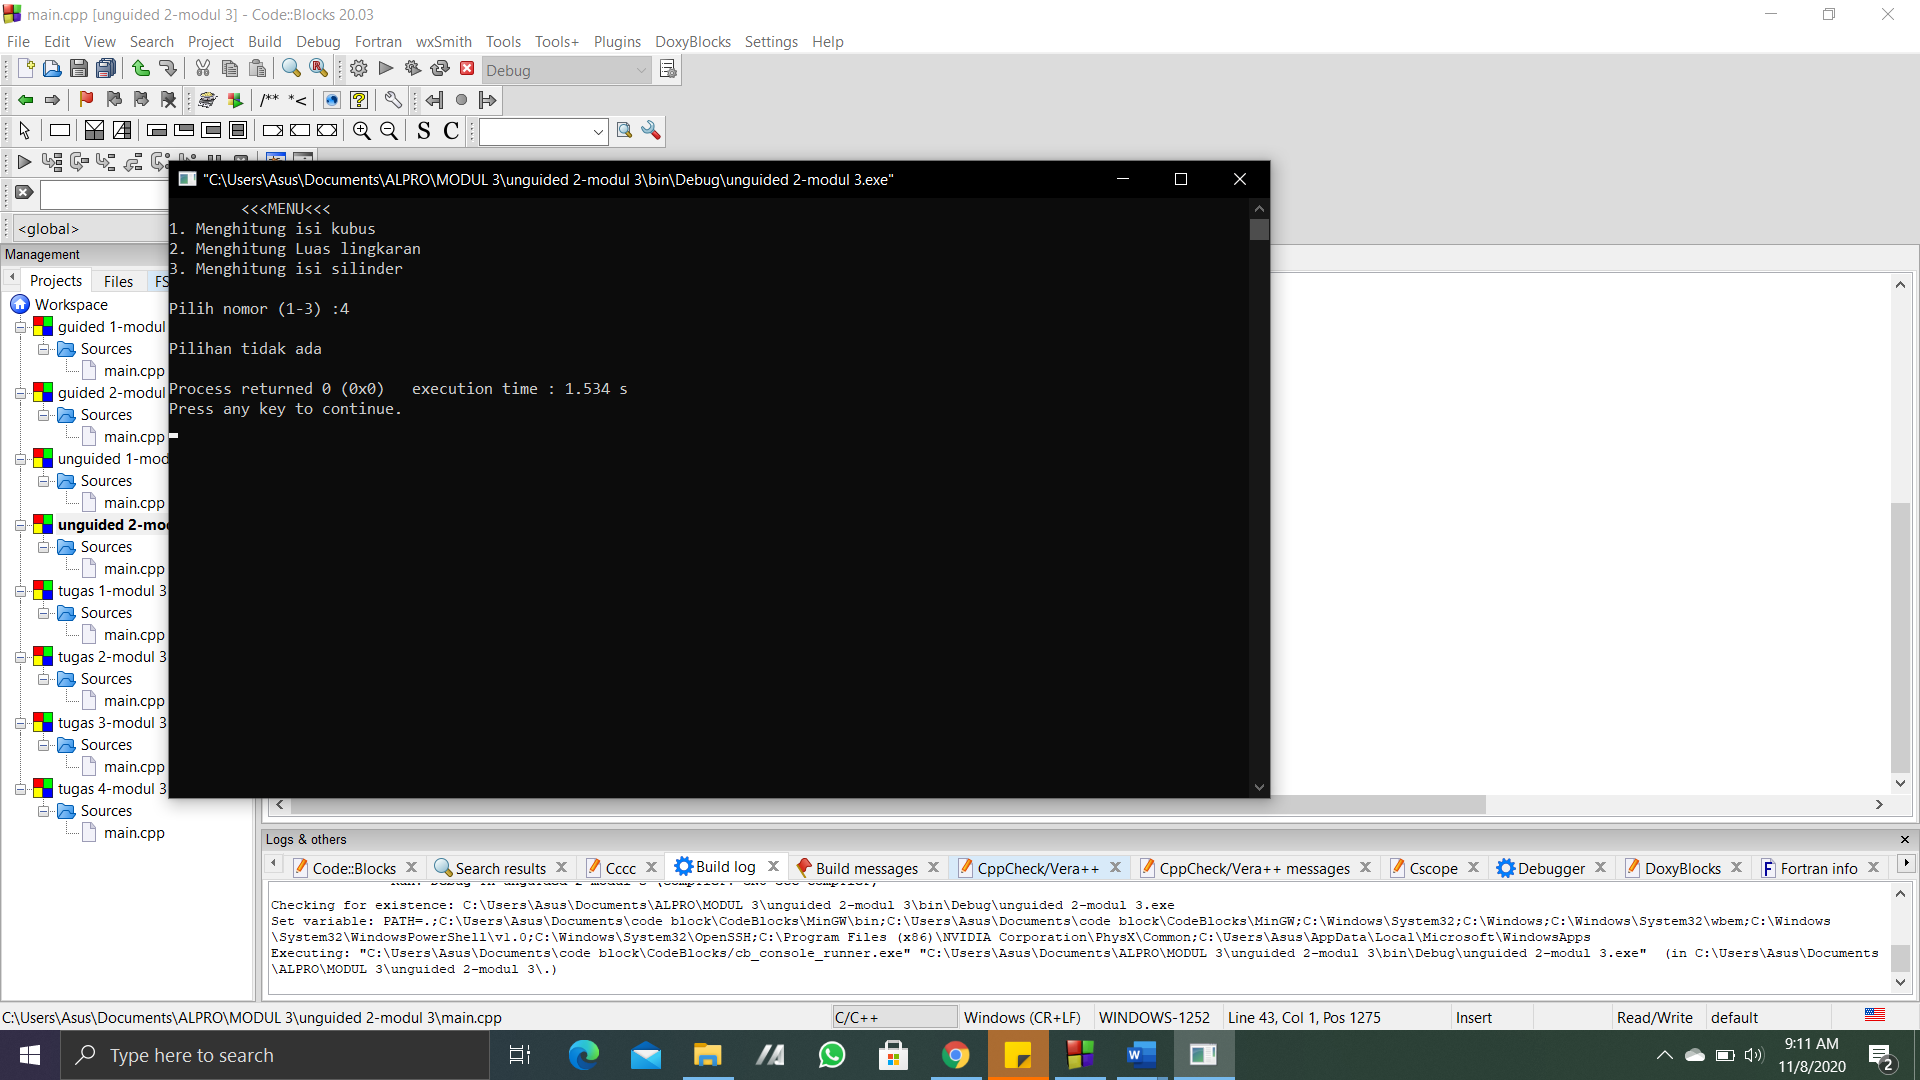 main.cpp [unguided 2-modul 3] - Code::Blocks 20.03
File Edit View Search Project Build Debug Fortran wxSmith Tools Tools+ Plugins DoxyBlocks Settings Help
Debug
/** *<
S C
<global>
Management
Projects Files FS
Workspace
guided 1-modul
Sources
main.cpp
guided 2-modul
Sources
main.cpp
unguided 1-mod
Sources
main.cpp
unguided 2-mo
Sources
main.cpp
tugas 1-modul 3
Sources
main.cpp
tugas 2-modul 3
Sources
main.cpp
tugas 3-modul 3
Sources
main.cpp
tugas 4-modul 3
Sources
main.cpp
"C:\Users\Asus\Documents\ALPRO\MODUL 3\unguided 2-modul 3\bin\Debug\unguided 2-modul 3.exe"
<<<MENU<<<
1. Menghitung isi kubus
2. Menghitung Luas lingkaran
3. Menghitung isi silinder
Pilih nomor (1-3) :4
Pilihan tidak ada
Process returned 0 (0x0)   execution time : 1.534 s
Press any key to continue.
Logs & others
Code::Blocks Search results Cccc Build log Build messages CppCheck/Vera++ CppCheck/Vera++ messages Cscope Debugger DoxyBlocks Fortran info
Checking for existence: C:\Users\Asus\Documents\ALPRO\MODUL 3\unguided 2-modul 3\bin\Debug\unguided 2-modul 3.exe
Set variable: PATH=.;C:\Users\Asus\Documents\code block\CodeBlocks\MinGW\bin;C:\Users\Asus\Documents\code block\CodeBlocks\MinGW;C:\Windows\System32;C:\Windows;C:\Windows\System32\wbem;C:\Windows
\System32\WindowsPowerShell\v1.0;C:\Windows\System32\OpenSSH;C:\Program Files (x86)\NVIDIA Corporation\PhysX\Common;C:\Users\Asus\AppData\Local\Microsoft\WindowsApps
Executing: "C:\Users\Asus\Documents\code block\CodeBlocks/cb_console_runner.exe" "C:\Users\Asus\Documents\ALPRO\MODUL 3\unguided 2-modul 3\bin\Debug\unguided 2-modul 3.exe"  (in C:\Users\Asus\Documents
\ALPRO\MODUL 3\unguided 2-modul 3\.)
C:\Users\Asus\Documents\ALPRO\MODUL 3\unguided 2-modul 3\main.cpp C/C++ Windows (CR+LF) WINDOWS-1252 Line 43, Col 1, Pos 1275 Insert Read/Write default
Type here to search
9:11 AM
11/8/2020
2